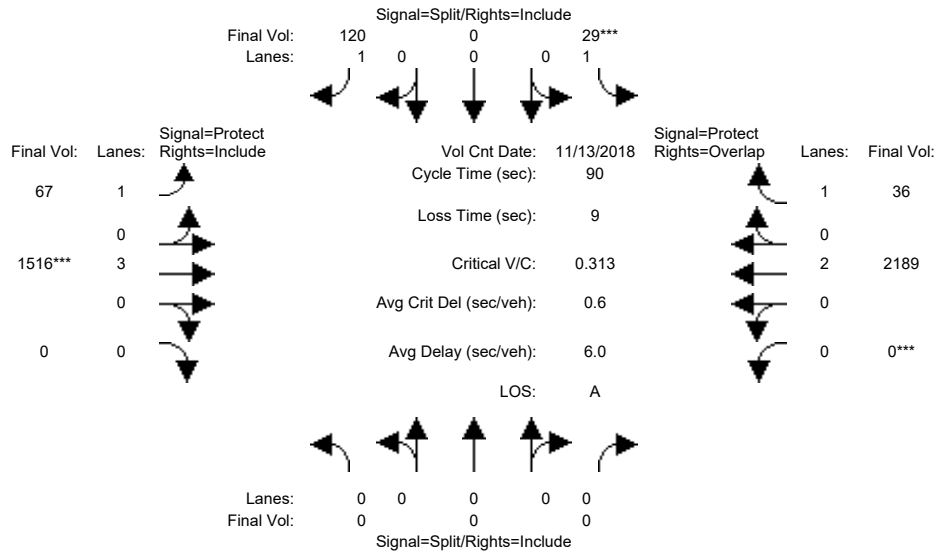 Signal=Split/Rights=Include
Final Vol: 120 0 29***
Lanes: 1 0 0 0 1
Signal=Protect Signal=Protect
Final Vol: Lanes: Rights=Include Vol Cnt Date: 11/13/2018 Rights=Overlap Lanes: Final Vol:
Cycle Time (sec): 90
67 1 1 36
Loss Time (sec): 9
0 0
1516*** 3 Critical V/C: 0.313 2 2189
0 Avg Crit Del (sec/veh): 0.6 0
0 0 Avg Delay (sec/veh): 6.0 0 0***
LOS: A
Lanes: 0 0 0 0 0
Final Vol: 0 0 0
Signal=Split/Rights=Include